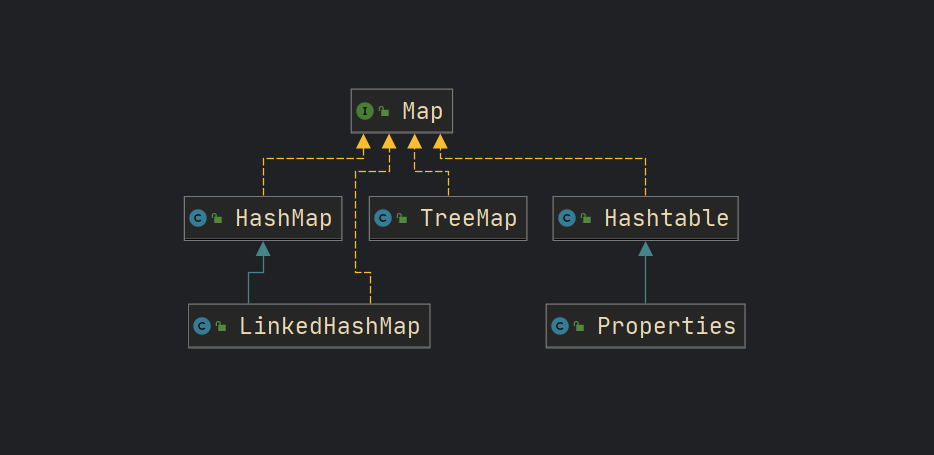 I Map
C HashMap
C TreeMap
C Hashtable
C LinkedHashMap
C Properties